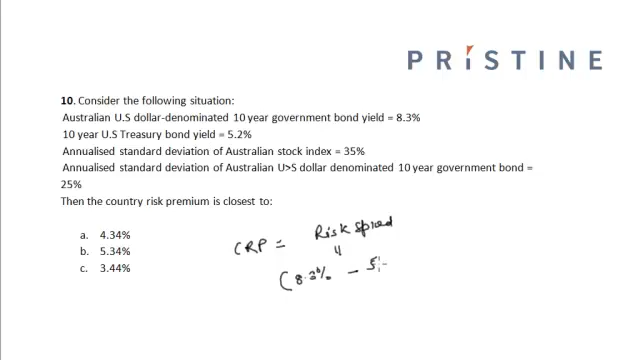 PRISTINE
10. Consider the following situation:
Australian U.S dollar-denominated 10 year government bond yield = 8.3%
10 year U.S Treasury bond yield = 5.2%
Annualised standard deviation of Australian stock index = 35%
Annualised standard deviation of Australian U>S dollar denominated 10 year government bond =
25%
Then the country risk premium is closest to:
a. 4.34%
b. 5.34%
c. 3.44%
CRP = Risk Spread
(8.3% - 5.